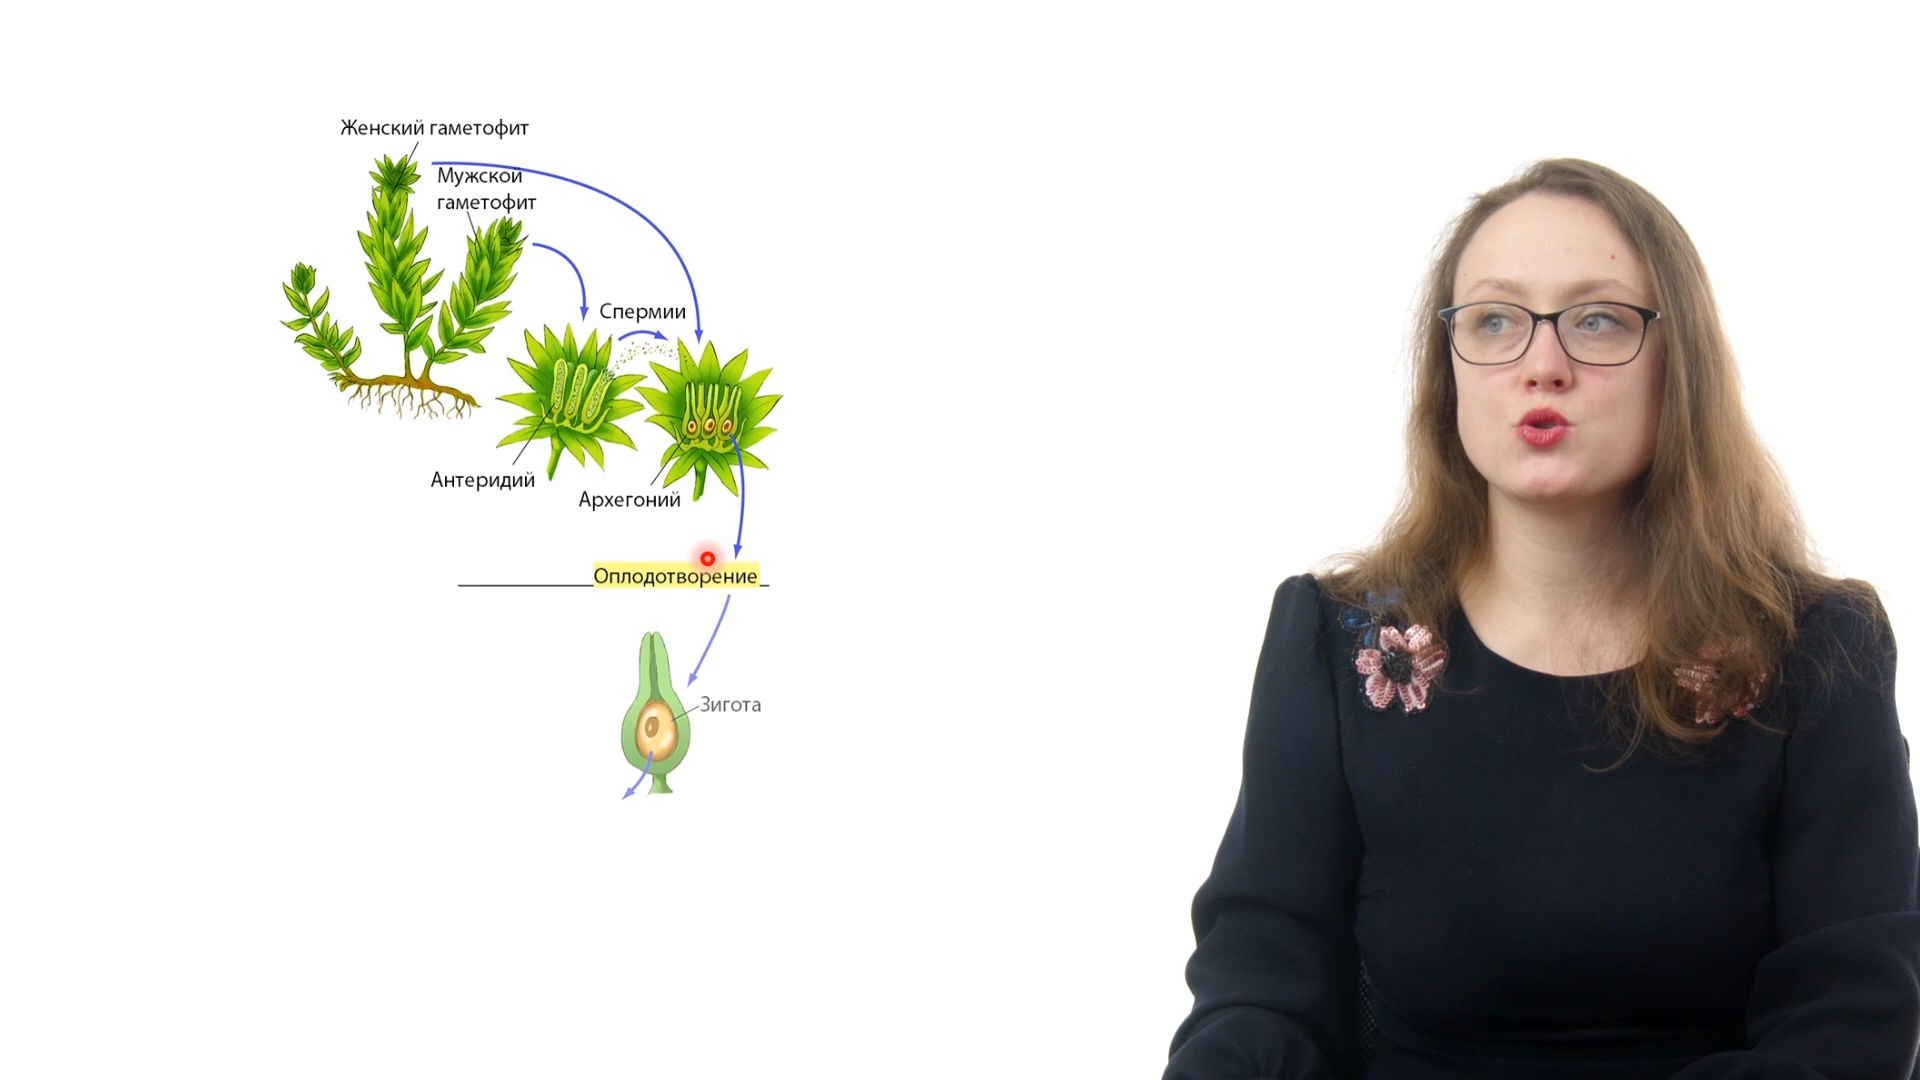 Женский гаметофит
Мужской
гаметофит
Спермии
Антеридий
Архегоний
Оплодотворение
Зигота